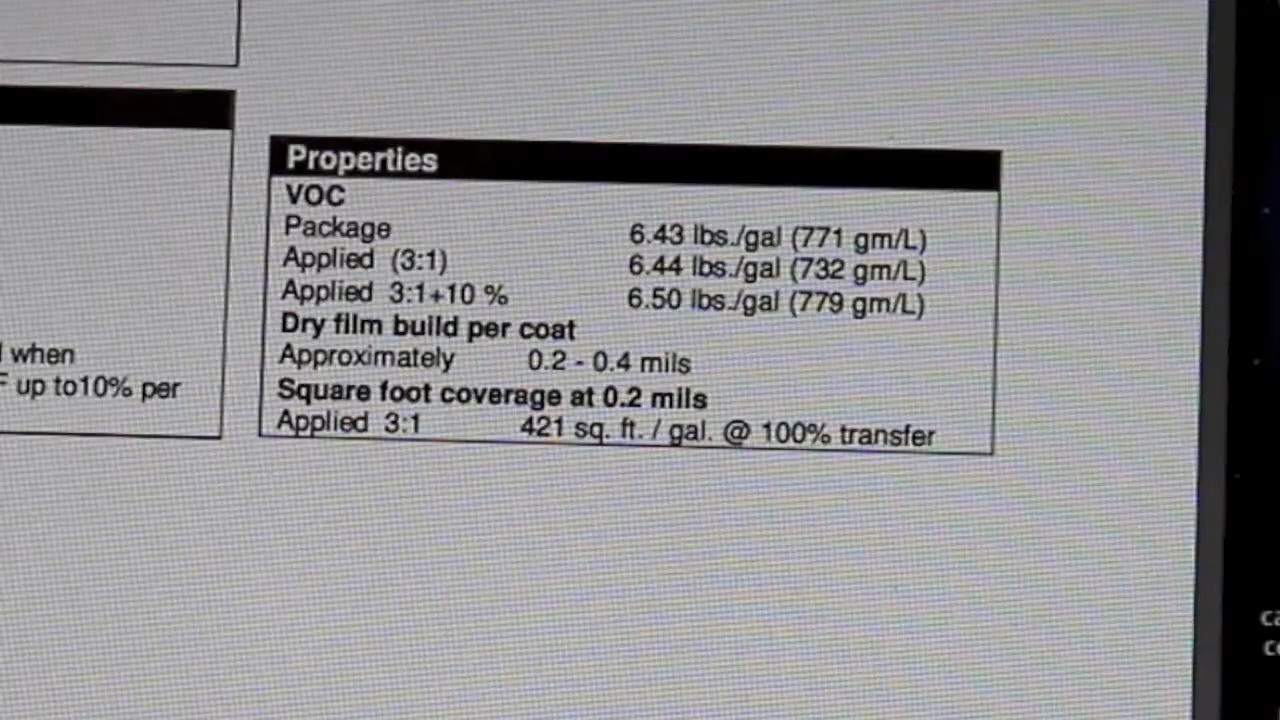 Properties
VOC
Package 6.43 lbs./gal (771 gm/L)
Applied (3:1) 6.44 lbs./gal (732 gm/L)
Applied 3:1+10 % 6.50 lbs./gal (779 gm/L)
Dry film build per coat
Approximately 0.2 - 0.4 mils
Square foot coverage at 0.2 mils
Applied 3:1 421 sq. ft. / gal. @ 100% transfer
when
up to10% per